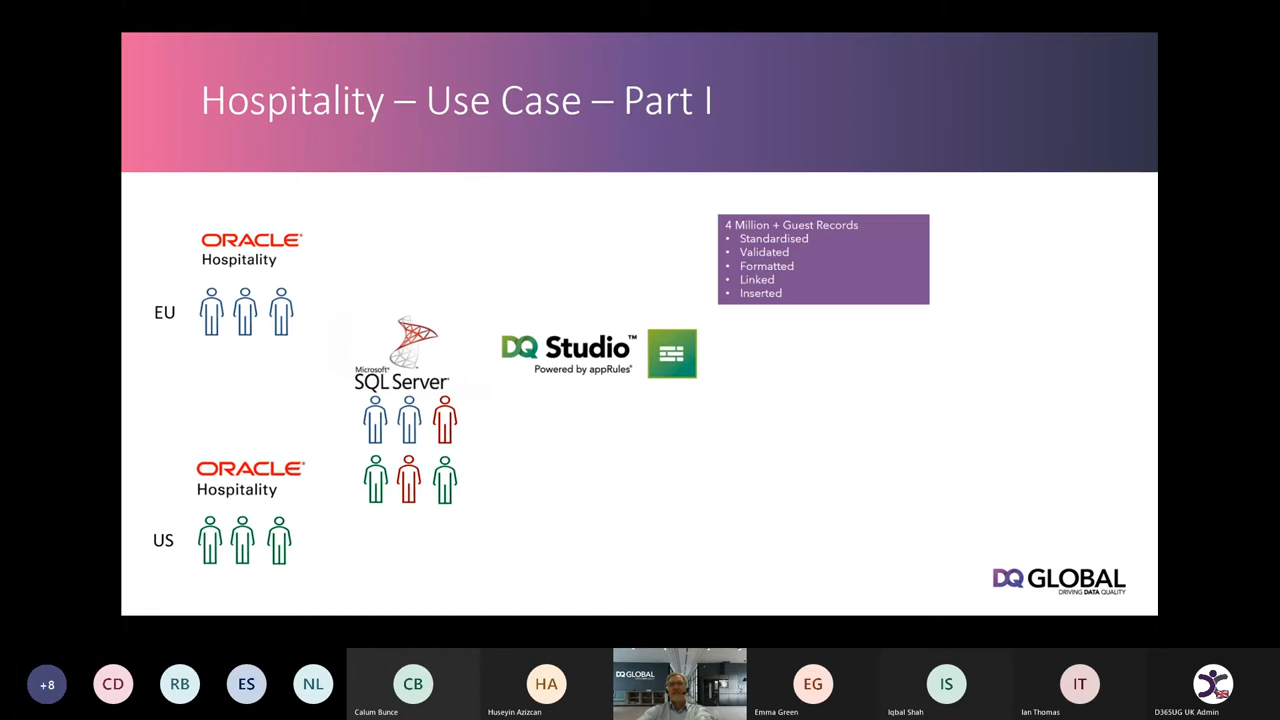 Hospitality – Use Case – Part I
ORACLE®
Hospitality
EU
4 Million + Guest Records
• Standardised
• Validated
• Formatted
• Linked
• Inserted
Microsoft®
SQL Server®
DQ Studio™
Powered by appRules®
ORACLE®
Hospitality
US
DQ GLOBAL
DRIVING DATA QUALITY
+8
CD
RB
ES
NL
CB
Calum Bunce
HA
Huseyin Azizcan
DQ GLOBAL
EG
Emma Green
IS
Iqbal Shah
IT
Ian Thomas
D365UG UK Admin